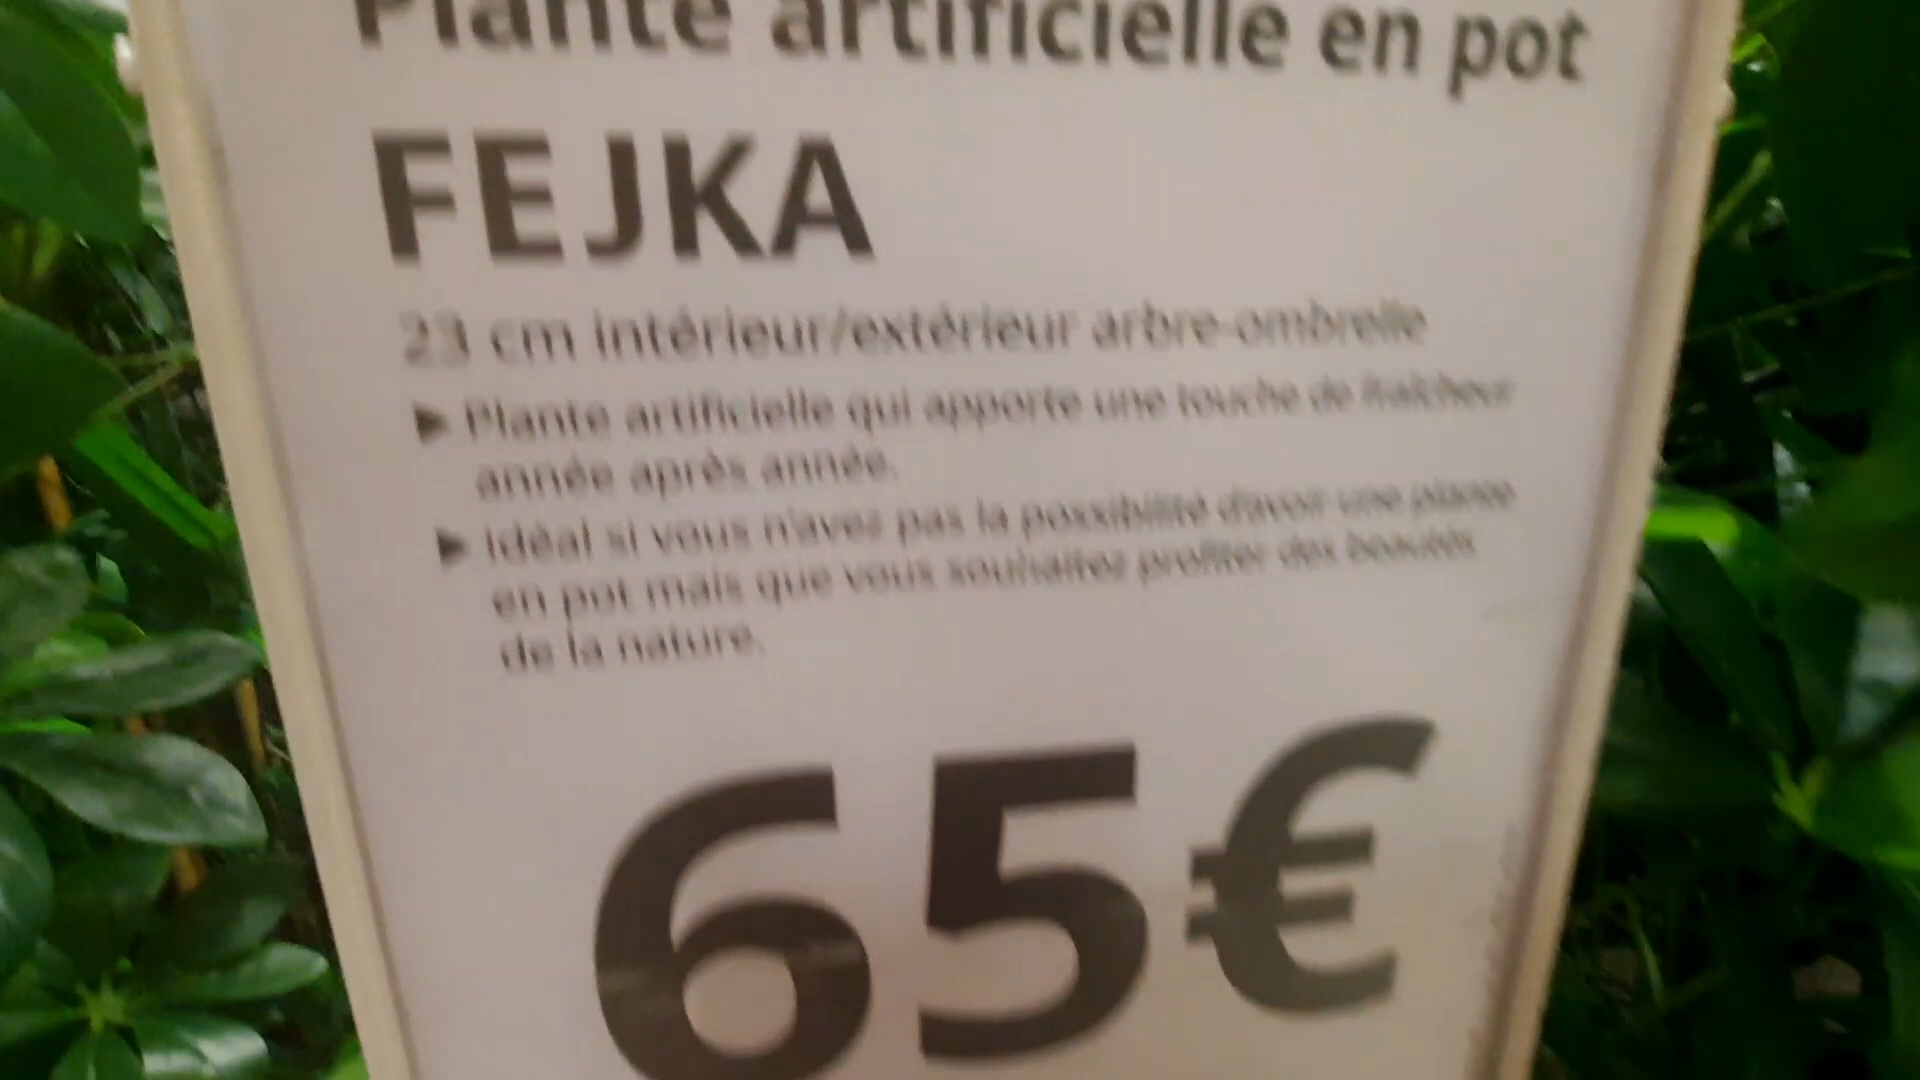 Plante artificielle en pot
FEJKA
23 cm intérieur/extérieur arbre-ombrelle
▶ Plante artificielle qui apporte une touche de fraîcheur
année après année.
▶ Idéal si vous n'avez pas la possibilité d'avoir une plante
en pot mais que vous souhaitez profiter des beautés
de la nature.
65€